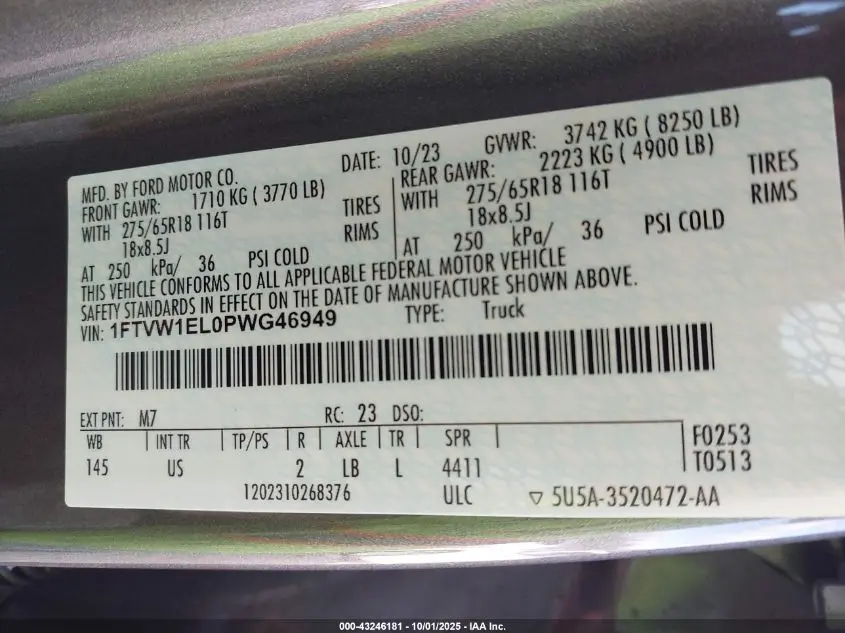 MFD. BY FORD MOTOR CO.
DATE: 10/23 GVWR: 3742 KG ( 8250 LB)
FRONT GAWR: 1710 KG ( 3770 LB)
WITH 275/65R18 116T TIRES
18x8.5J RIMS
AT 250 kPa/ 36 PSI COLD
REAR GAWR: 2223 KG ( 4900 LB)
WITH 275/65R18 116T TIRES
18x8.5J RIMS
AT 250 kPa/ 36 PSI COLD
THIS VEHICLE CONFORMS TO ALL APPLICABLE FEDERAL MOTOR VEHICLE
SAFETY STANDARDS IN EFFECT ON THE DATE OF MANUFACTURE SHOWN ABOVE.
VIN: 1FTVW1EL0PWG46949 TYPE: Truck
EXT PNT: M7 RC: 23 DSO:
WB INT TR TP/PS R AXLE TR SPR F0253
145 US 2 LB L 4411 T0513
1202310268376 ULC ▽ 5U5A-3520472-AA
000-43246181 - 10/01/2025 - IAA Inc.